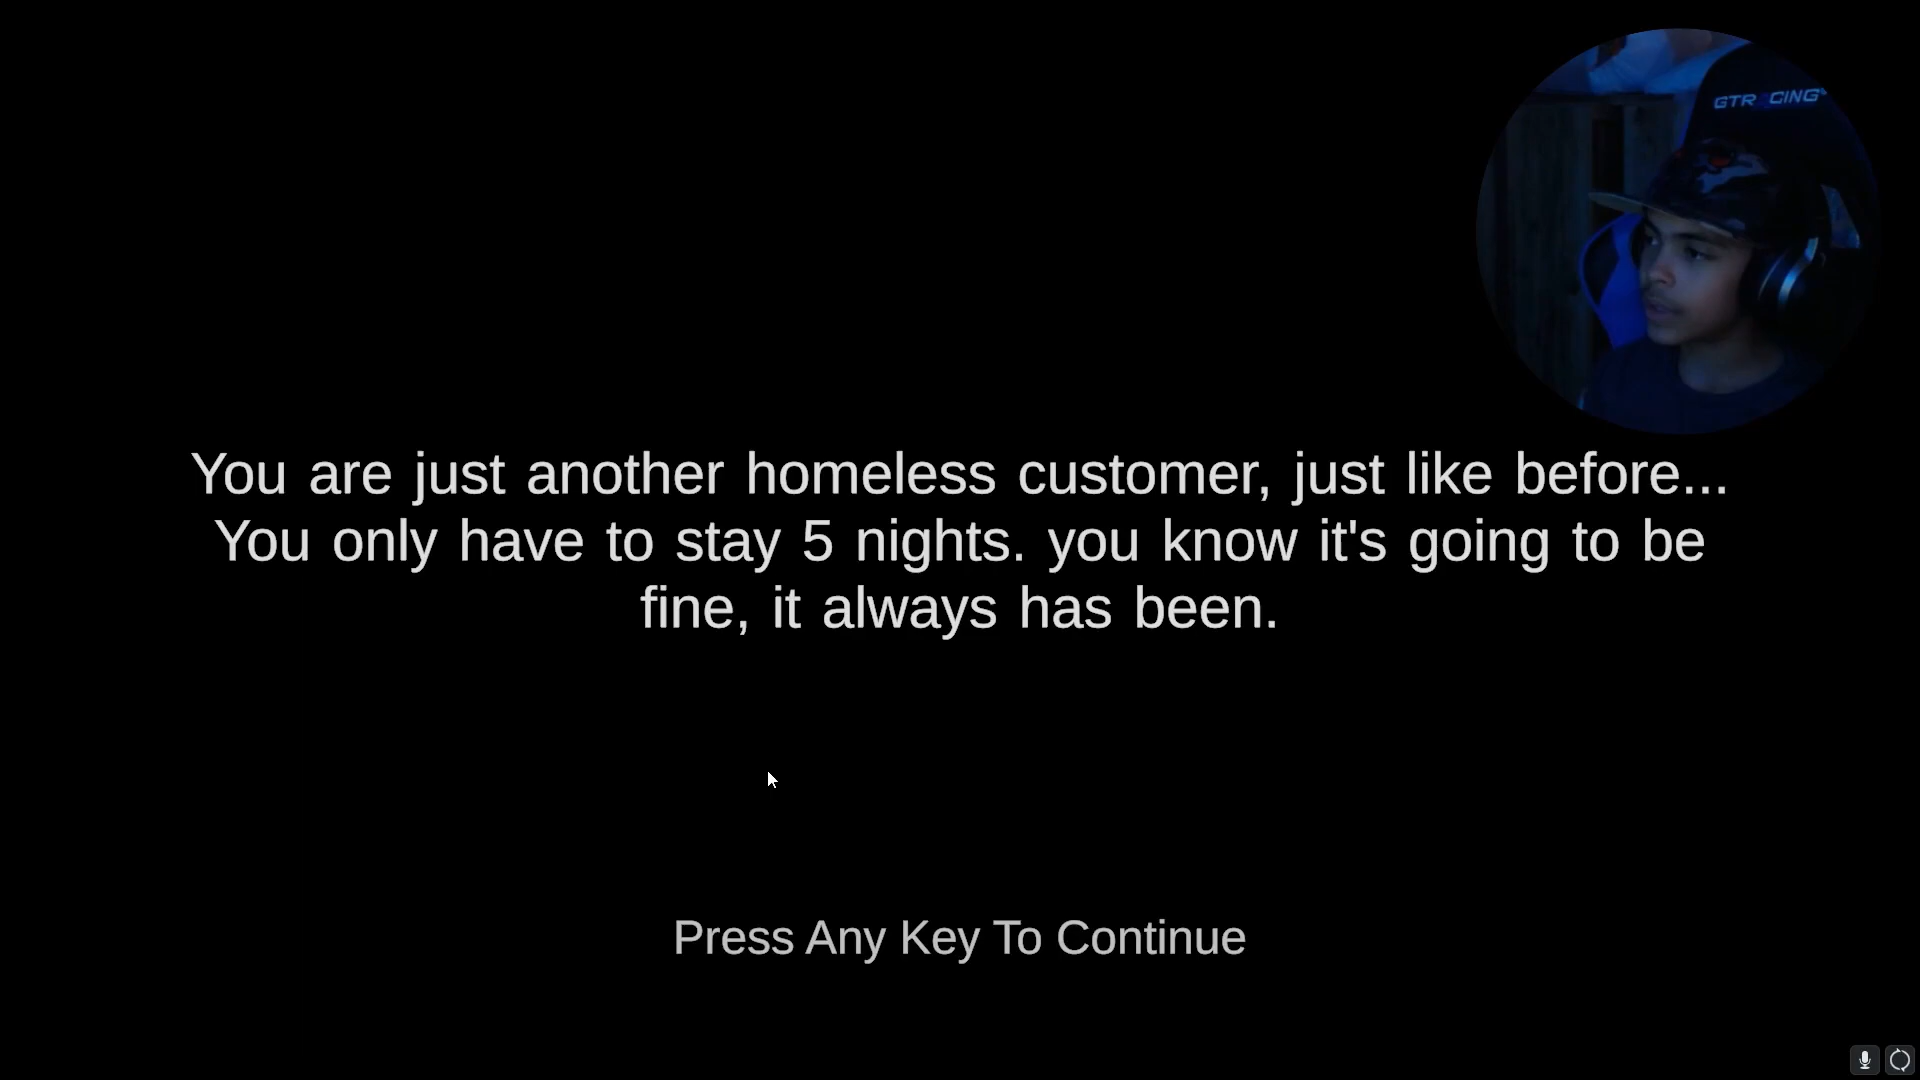 GTR CING
You are just another homeless customer, just like before...
You only have to stay 5 nights. you know it's going to be
fine, it always has been.
Press Any Key To Continue